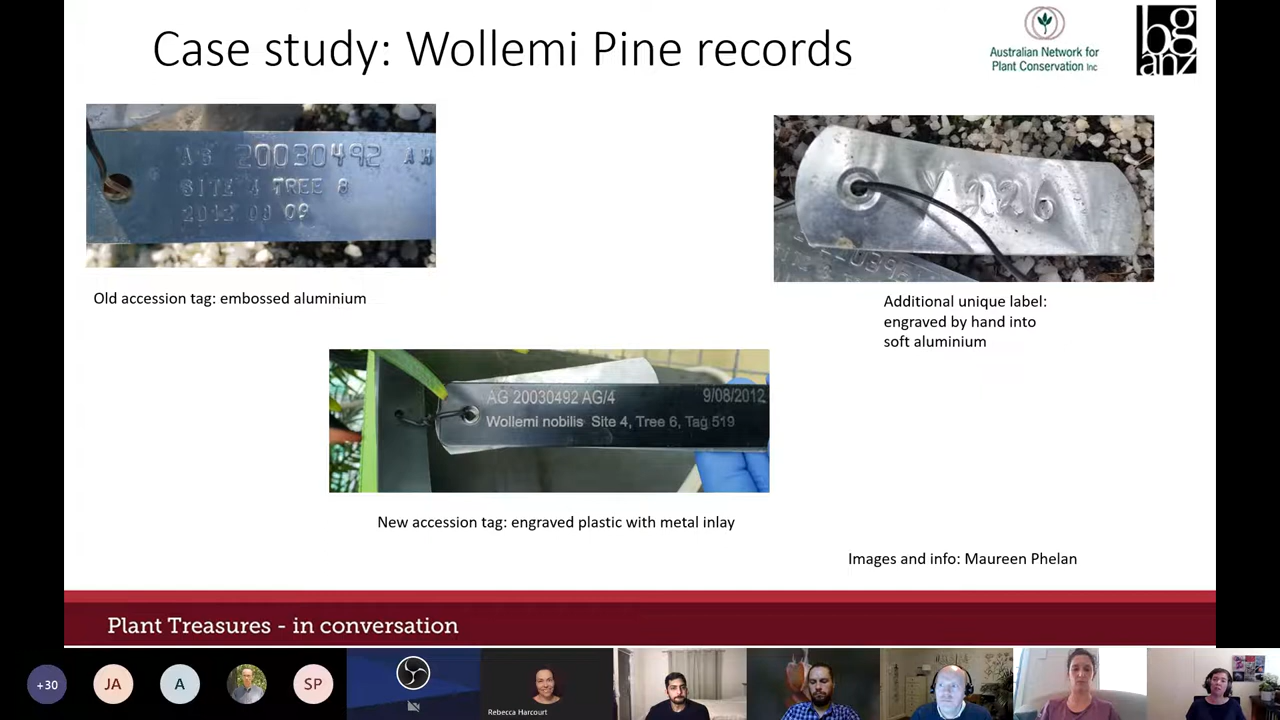 Case study: Wollemi Pine records
Australian Network for
Plant Conservation Inc
bg
anz
AG 20030492 AH
SITE 4 TREE 8
2012 08 09
Old accession tag: embossed aluminium
Additional unique label:
engraved by hand into
soft aluminium
AG 20030492 AG/4 9/08/2012
Wollemi nobilis Site 4, Tree 6, Tag 519
New accession tag: engraved plastic with metal inlay
Images and info: Maureen Phelan
Plant Treasures - in conversation
+30
JA
A
SP
Rebecca Harcourt